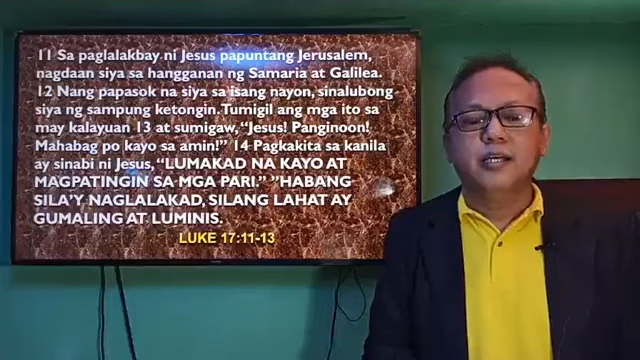 11 Sa paglalakbay ni Jesus papuntang Jerusalem,
nagdaan siya sa hangganan ng Samaria at Galilea.
12 Nang papasok na siya sa isang nayon, sinalubong
siya ng sampung ketongin. Tumigil ang mga ito sa
may kalayuan 13 at sumigaw, “Jesus! Panginoon!
Mahabag po kayo sa amin!” 14 Pagkakita sa kanila
ay sinabi ni Jesus, “LUMAKAD NA KAYO AT
MAGPATINGIN SA MGA PARI.” ”HABANG
SILA’Y NAGLALAKAD, SILANG LAHAT AY
GUMALING AT LUMINIS.
LUKE 17:11-13